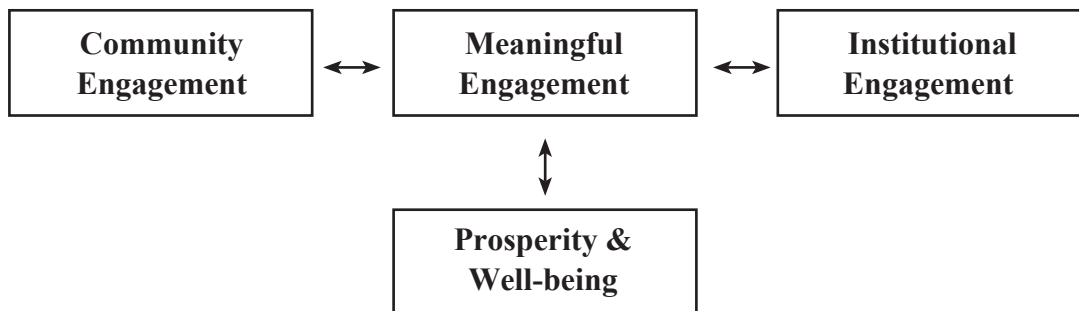 Community
Engagement
Meaningful
Engagement
Institutional
Engagement
Prosperity &
Well-being